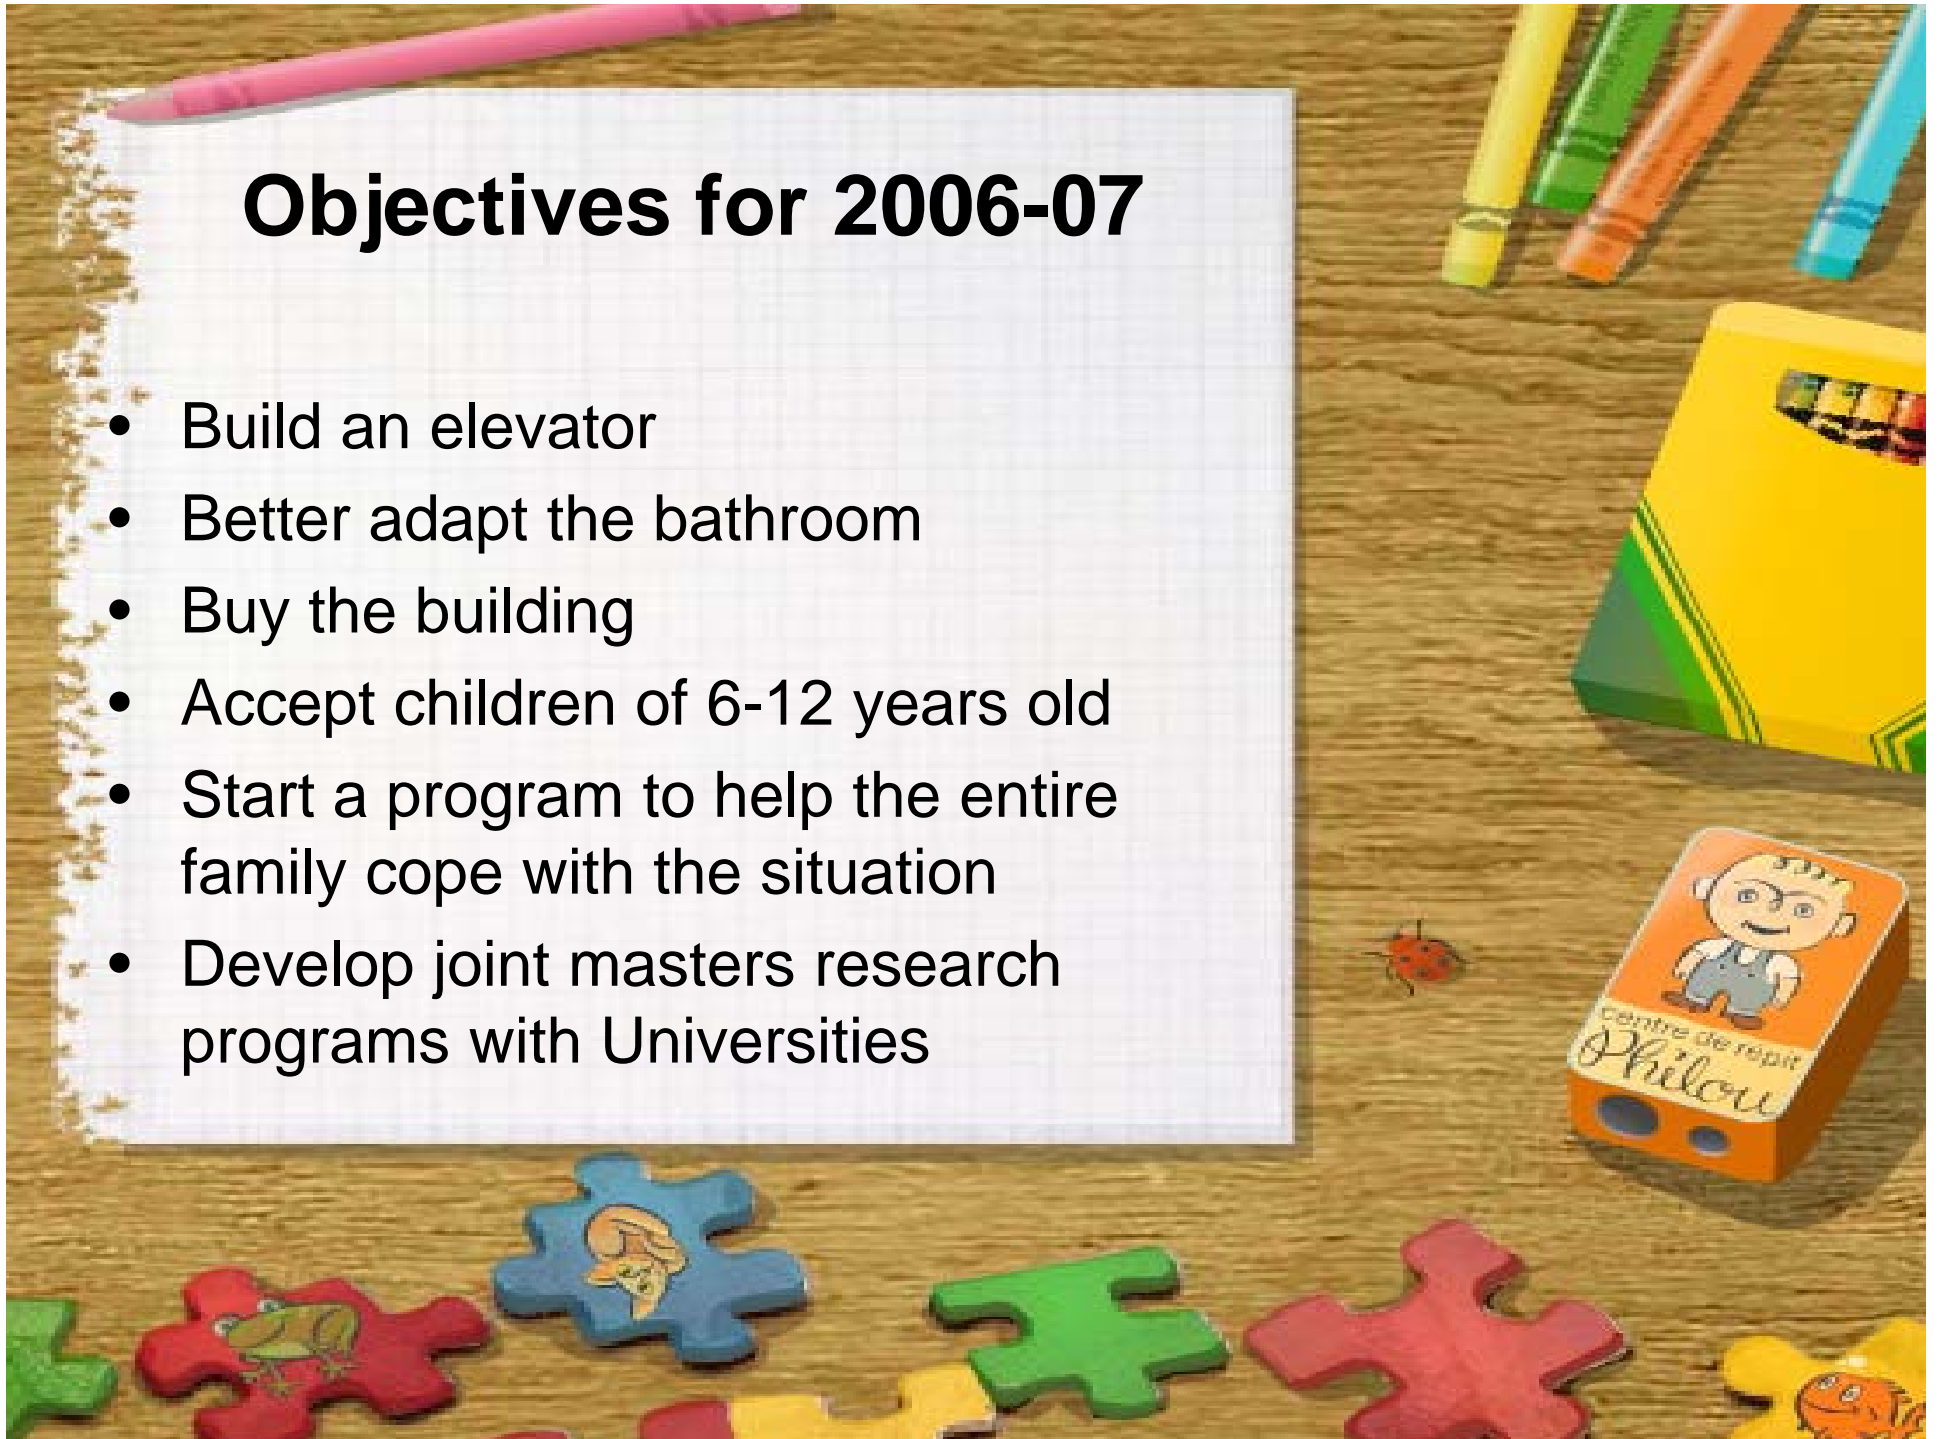 Objectives for 2006-07
• Build an elevator
• Better adapt the bathroom
• Buy the building
• Accept children of 6-12 years old
• Start a program to help the entire
family cope with the situation
• Develop joint masters research
programs with Universities
centre de répit
Philou